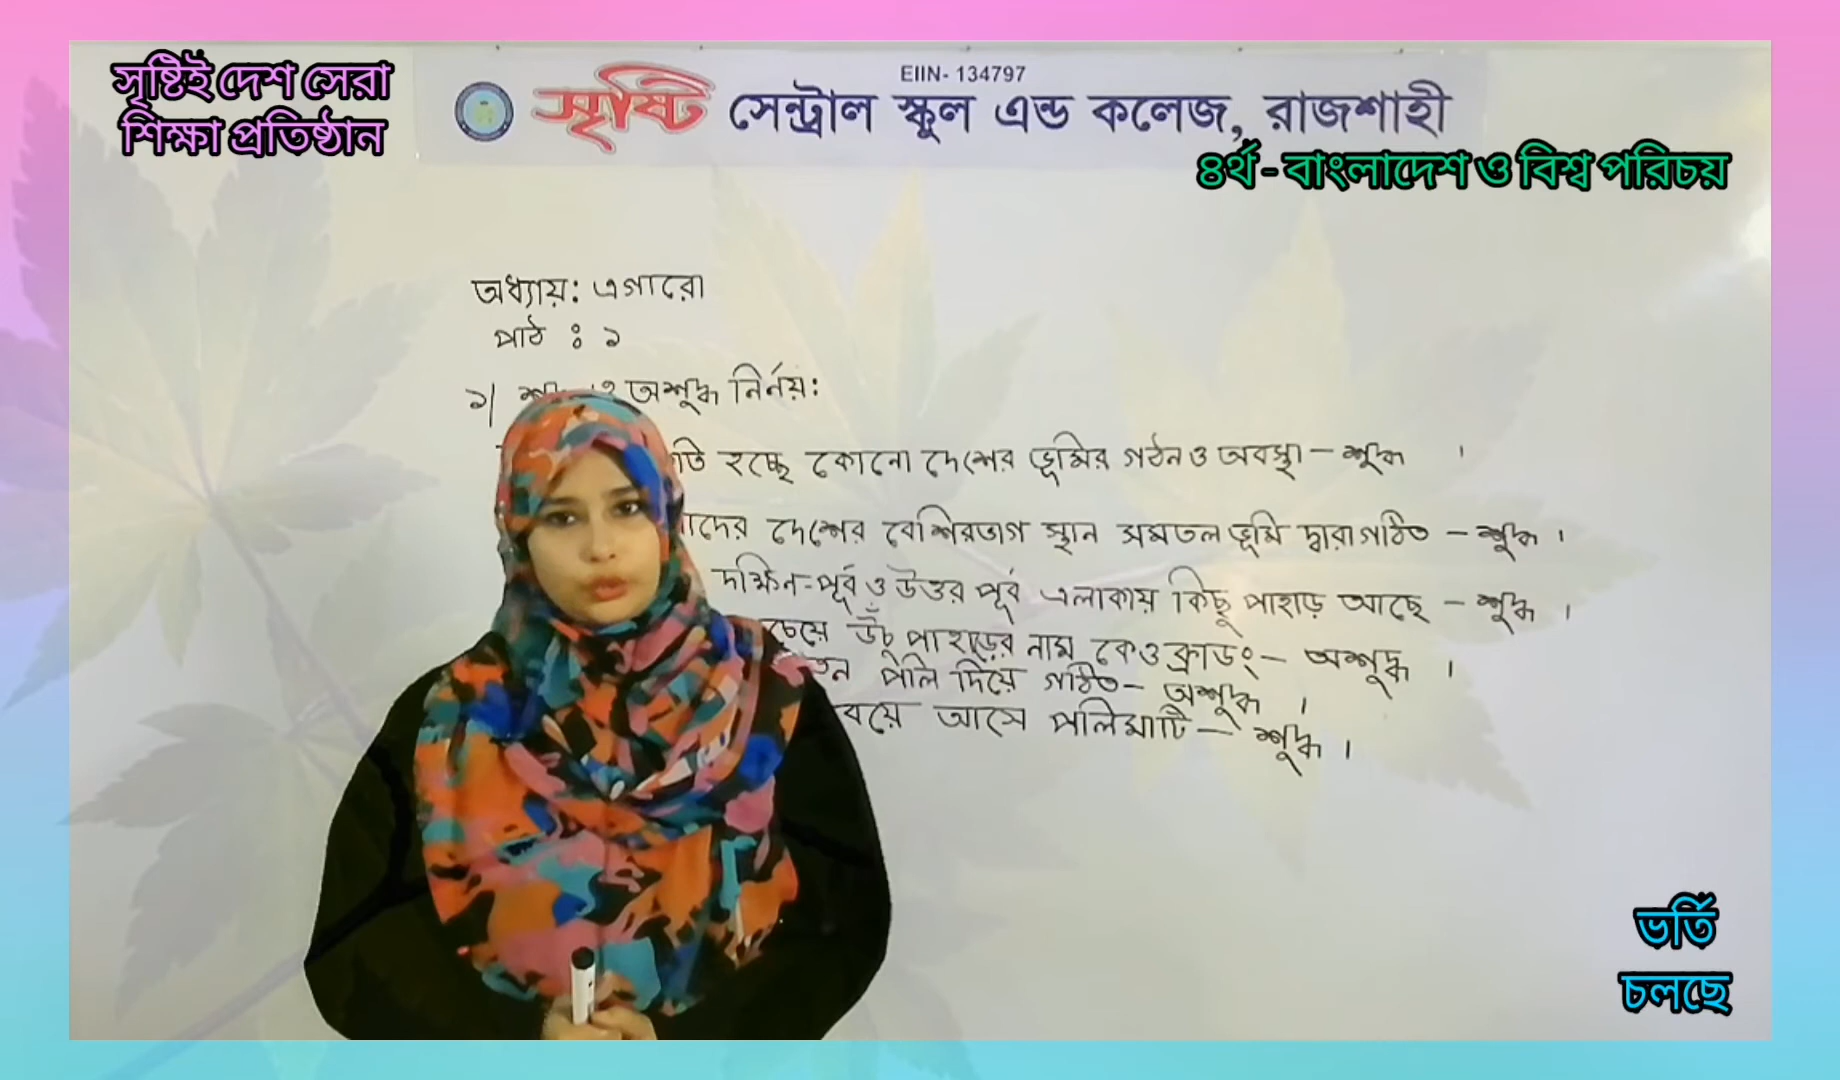 সৃষ্টিই দেশ সেরা
শিক্ষা প্রতিষ্ঠান
EIIN- 134797
সৃষ্টি সেন্ট্রাল স্কুল এন্ড কলেজ, রাজশাহী
৪র্থ - বাংলাদেশ ও বিশ্ব পরিচয়
অধ্যায়: এগারো
পাঠ ঃ ১
১| ও অশুদ্ধ নির্নয়:
হচ্ছে কোনো দেশের ভূমির গঠন ও অবস্থা - শুদ্ধ ।
দেশের বেশিরভাগ স্থান সমতল ভূমি দ্বারা গঠিত - শুদ্ধ ।
দক্ষিন-পূর্ব ও উত্তর পূর্ব এলাকায় কিছু পাহাড় আছে - শুদ্ধ ।
চেয়ে উঁচু পাহাড়ের নাম কেওক্রাডং - অশুদ্ধ ।
পলি দিয়ে গঠিত- অশুদ্ধ ।
বয়ে আসে পলিমাটি - শুদ্ধ ।
ভর্তি
চলছে